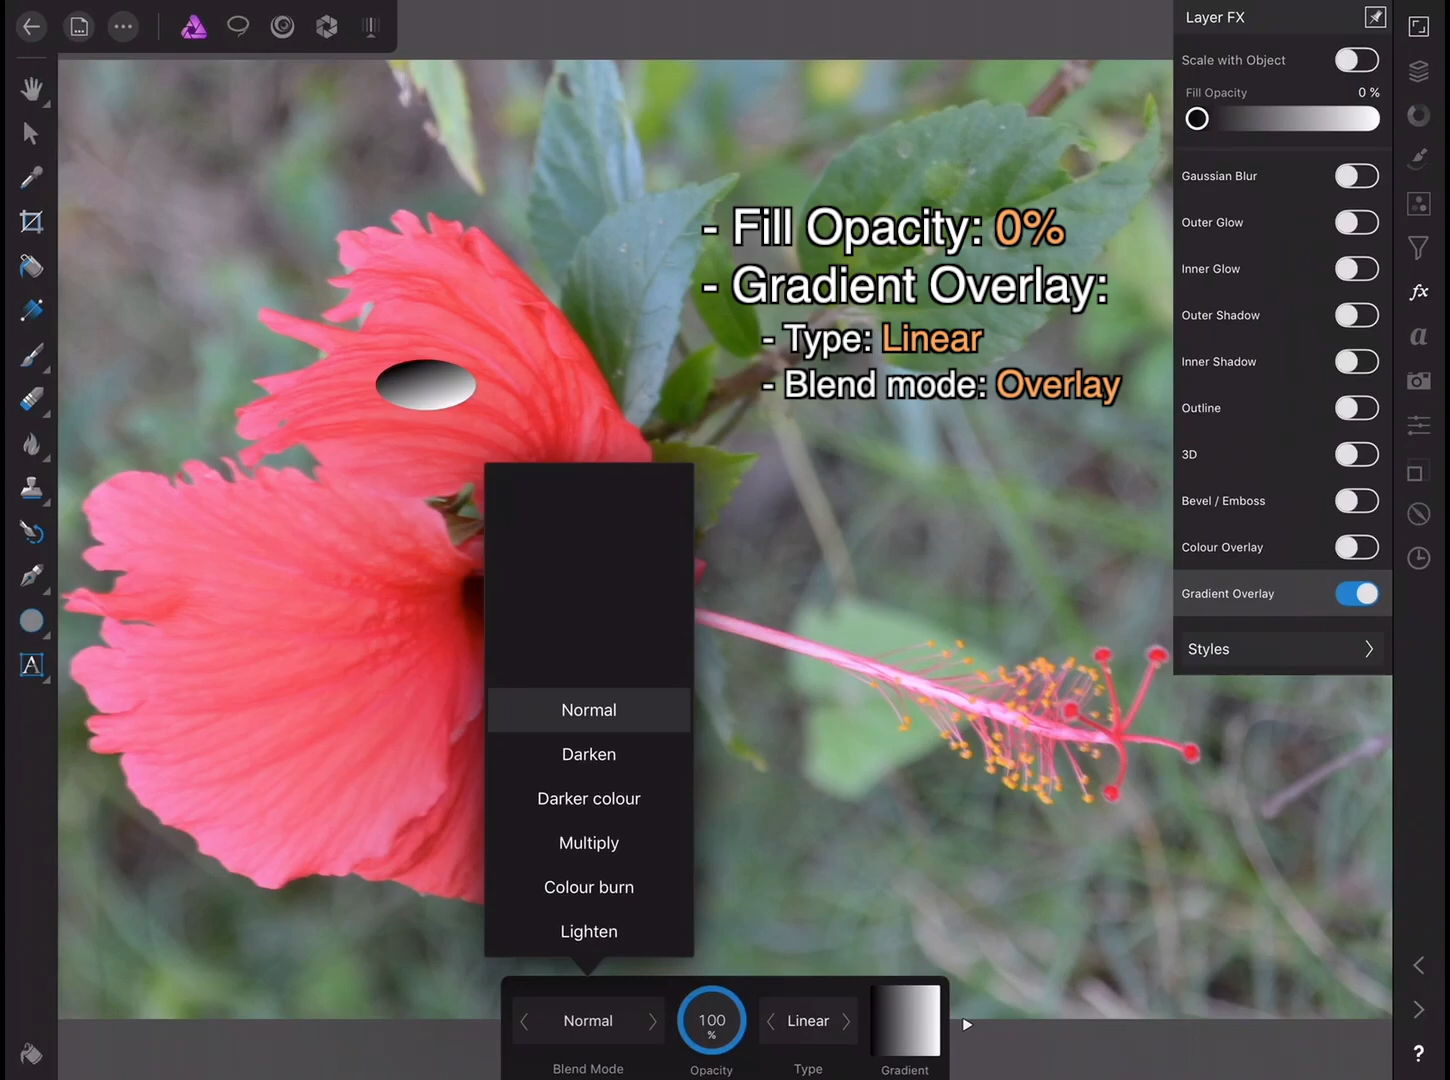 Layer FX
Scale with Object
Fill Opacity 0 %
Gaussian Blur
Outer Glow
Inner Glow
Outer Shadow
Inner Shadow
Outline
3D
Bevel / Emboss
Colour Overlay
Gradient Overlay
Styles
- Fill Opacity: 0%
- Gradient Overlay:
- Type: Linear
- Blend mode: Overlay
Normal
Darken
Darker colour
Multiply
Colour burn
Lighten
Normal
100
%
Linear
Blend Mode
Opacity
Type
Gradient
fx
a
A
?